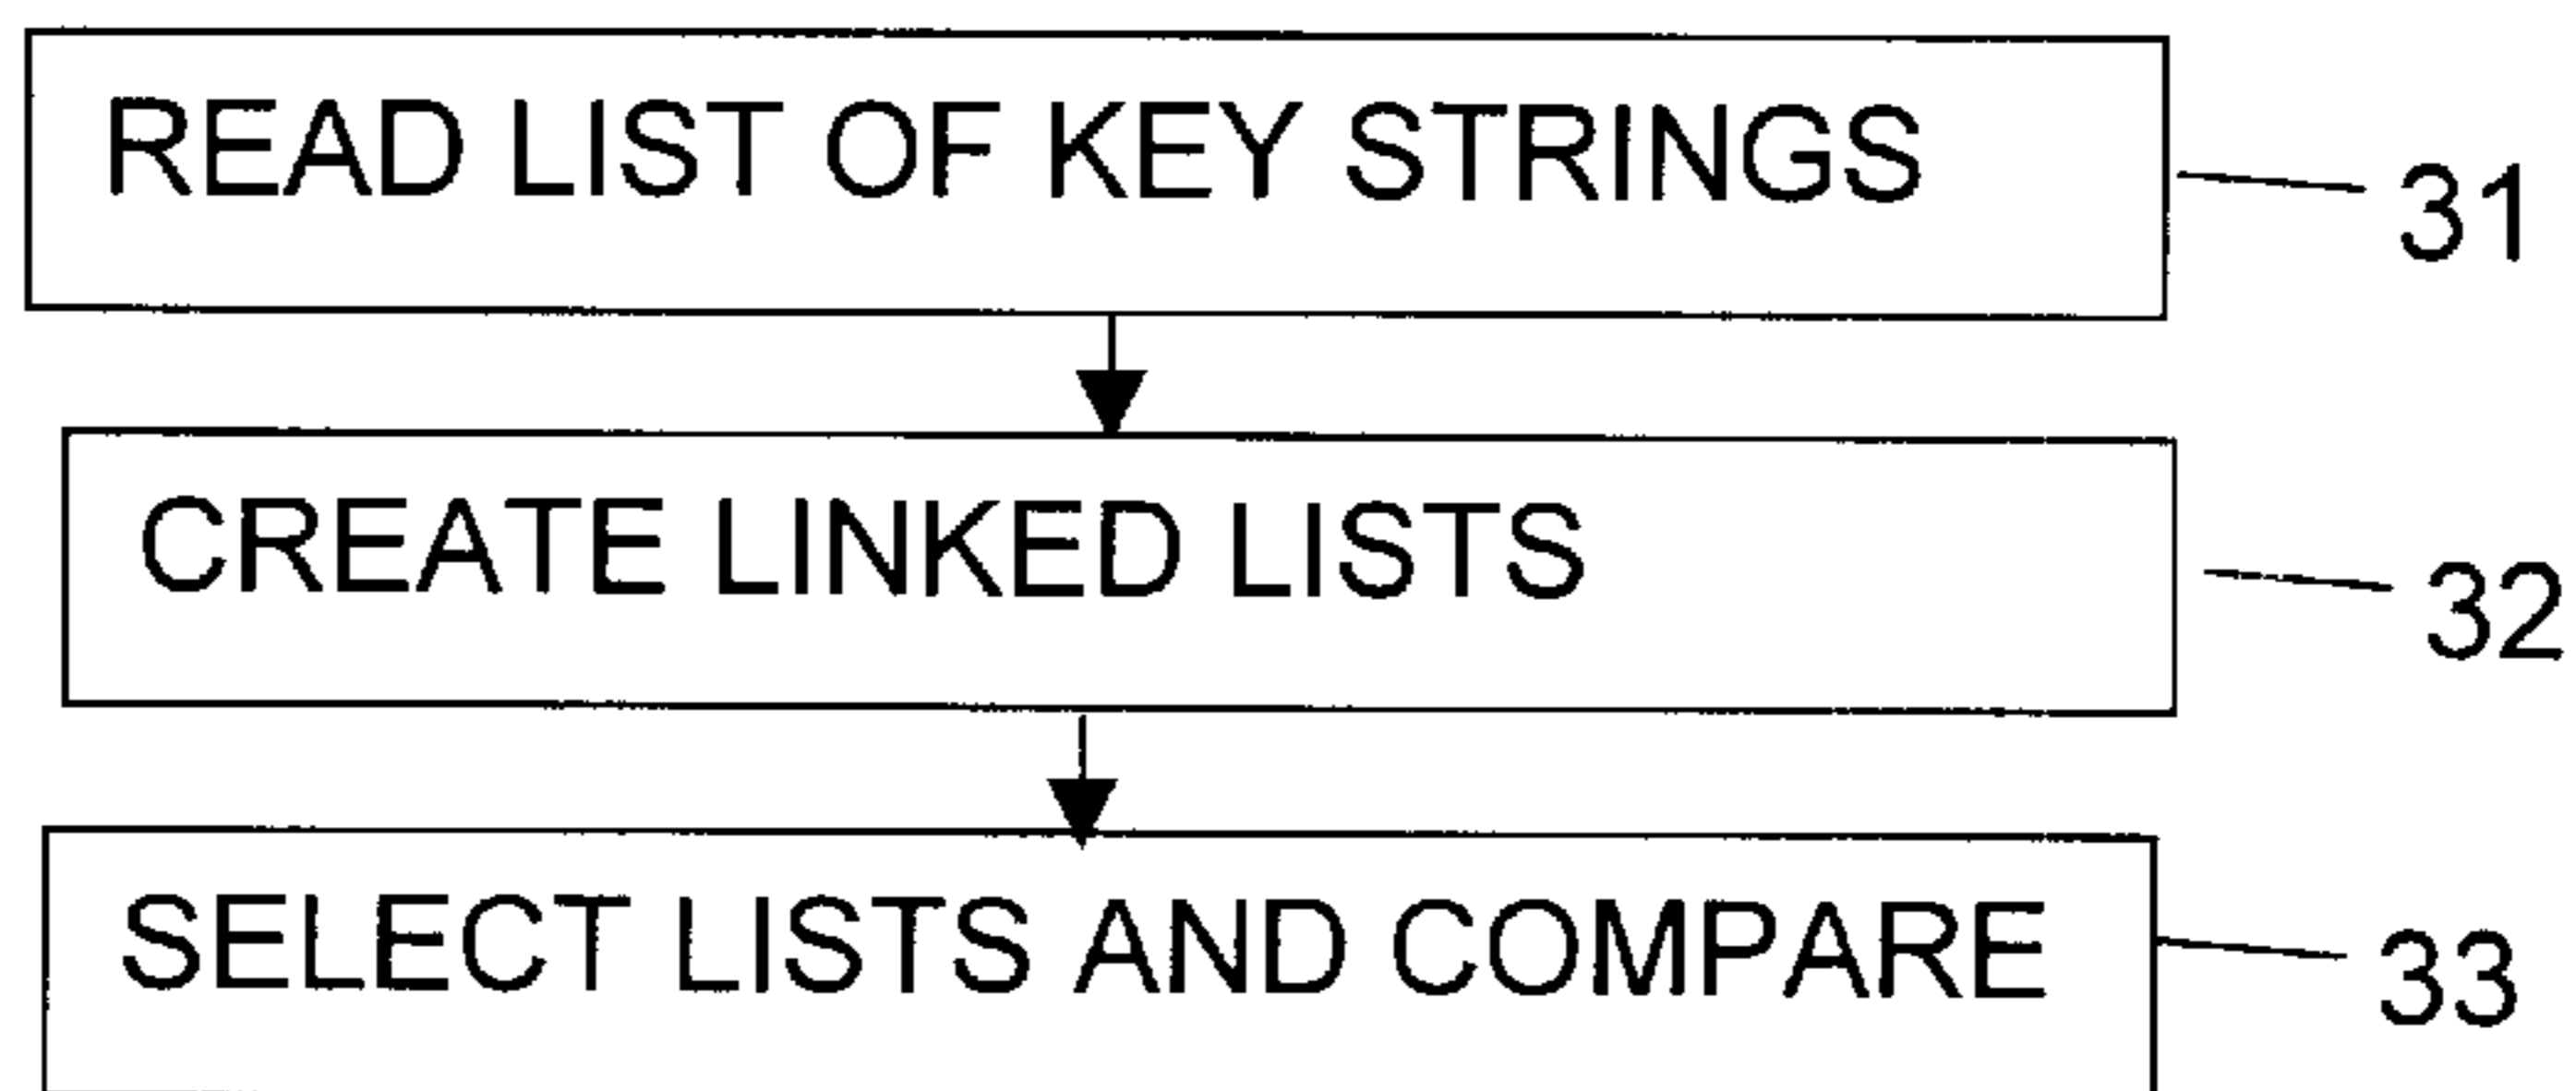 READ LIST OF KEY STRINGS
31
CREATE LINKED LISTS
32
SELECT LISTS AND COMPARE
33